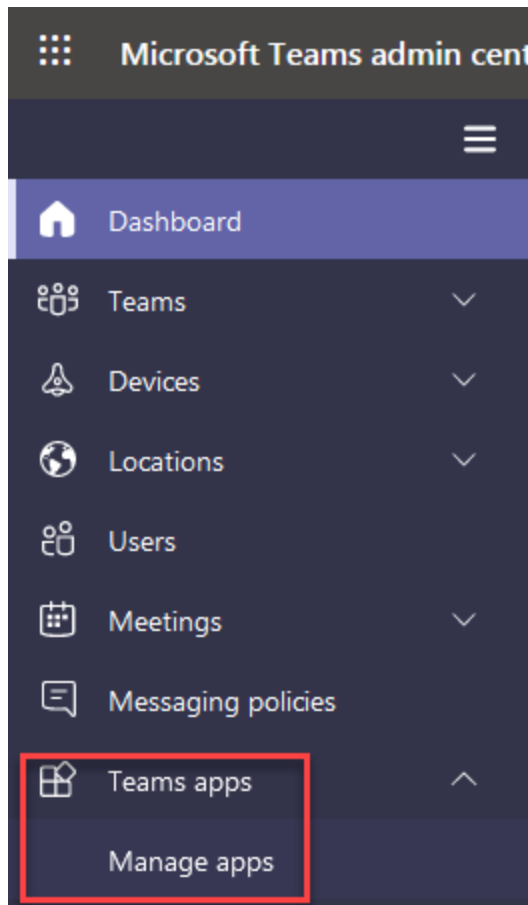 Microsoft Teams admin cent
Dashboard
Teams
Devices
Locations
Users
Meetings
Messaging policies
Teams apps
Manage apps